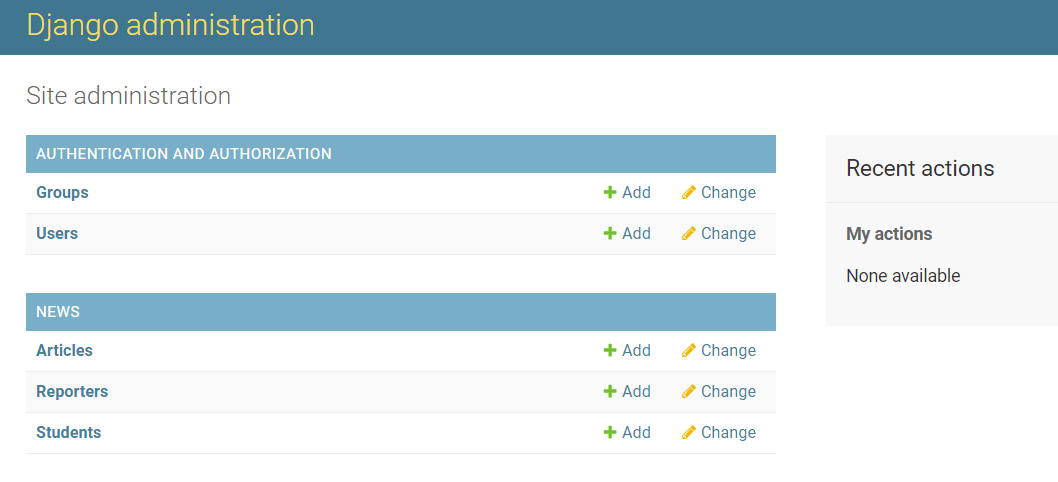 Django administration
Site administration
AUTHENTICATION AND AUTHORIZATION
Groups Add Change
Users Add Change
NEWS
Articles Add Change
Reporters Add Change
Students Add Change
Recent actions
My actions
None available